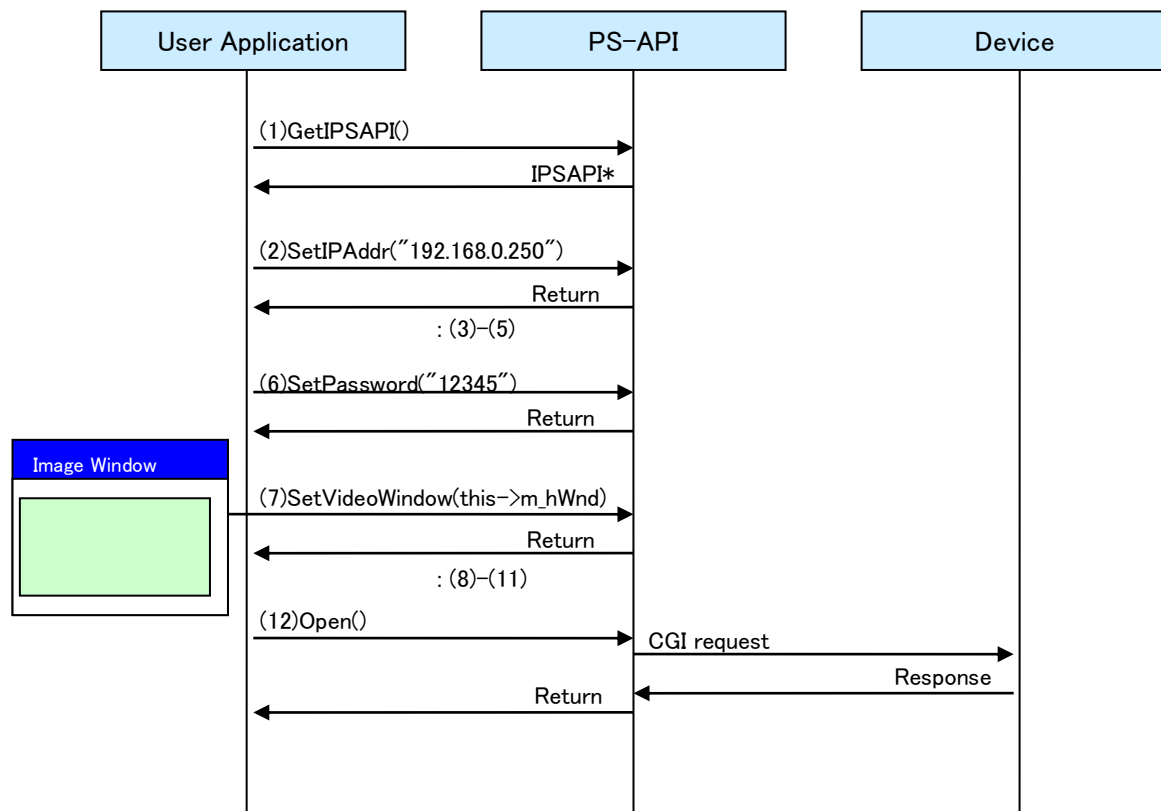 User Application
PS-API
Device
(1)GetIPSAPI()
IPSAPI*
(2)SetIPAddr("192.168.0.250")
Return
: (3)-(5)
(6)SetPassword("12345")
Return
Image Window
(7)SetVideoWindow(this->m_hWnd)
Return
: (8)-(11)
(12)Open()
CGI request
Response
Return